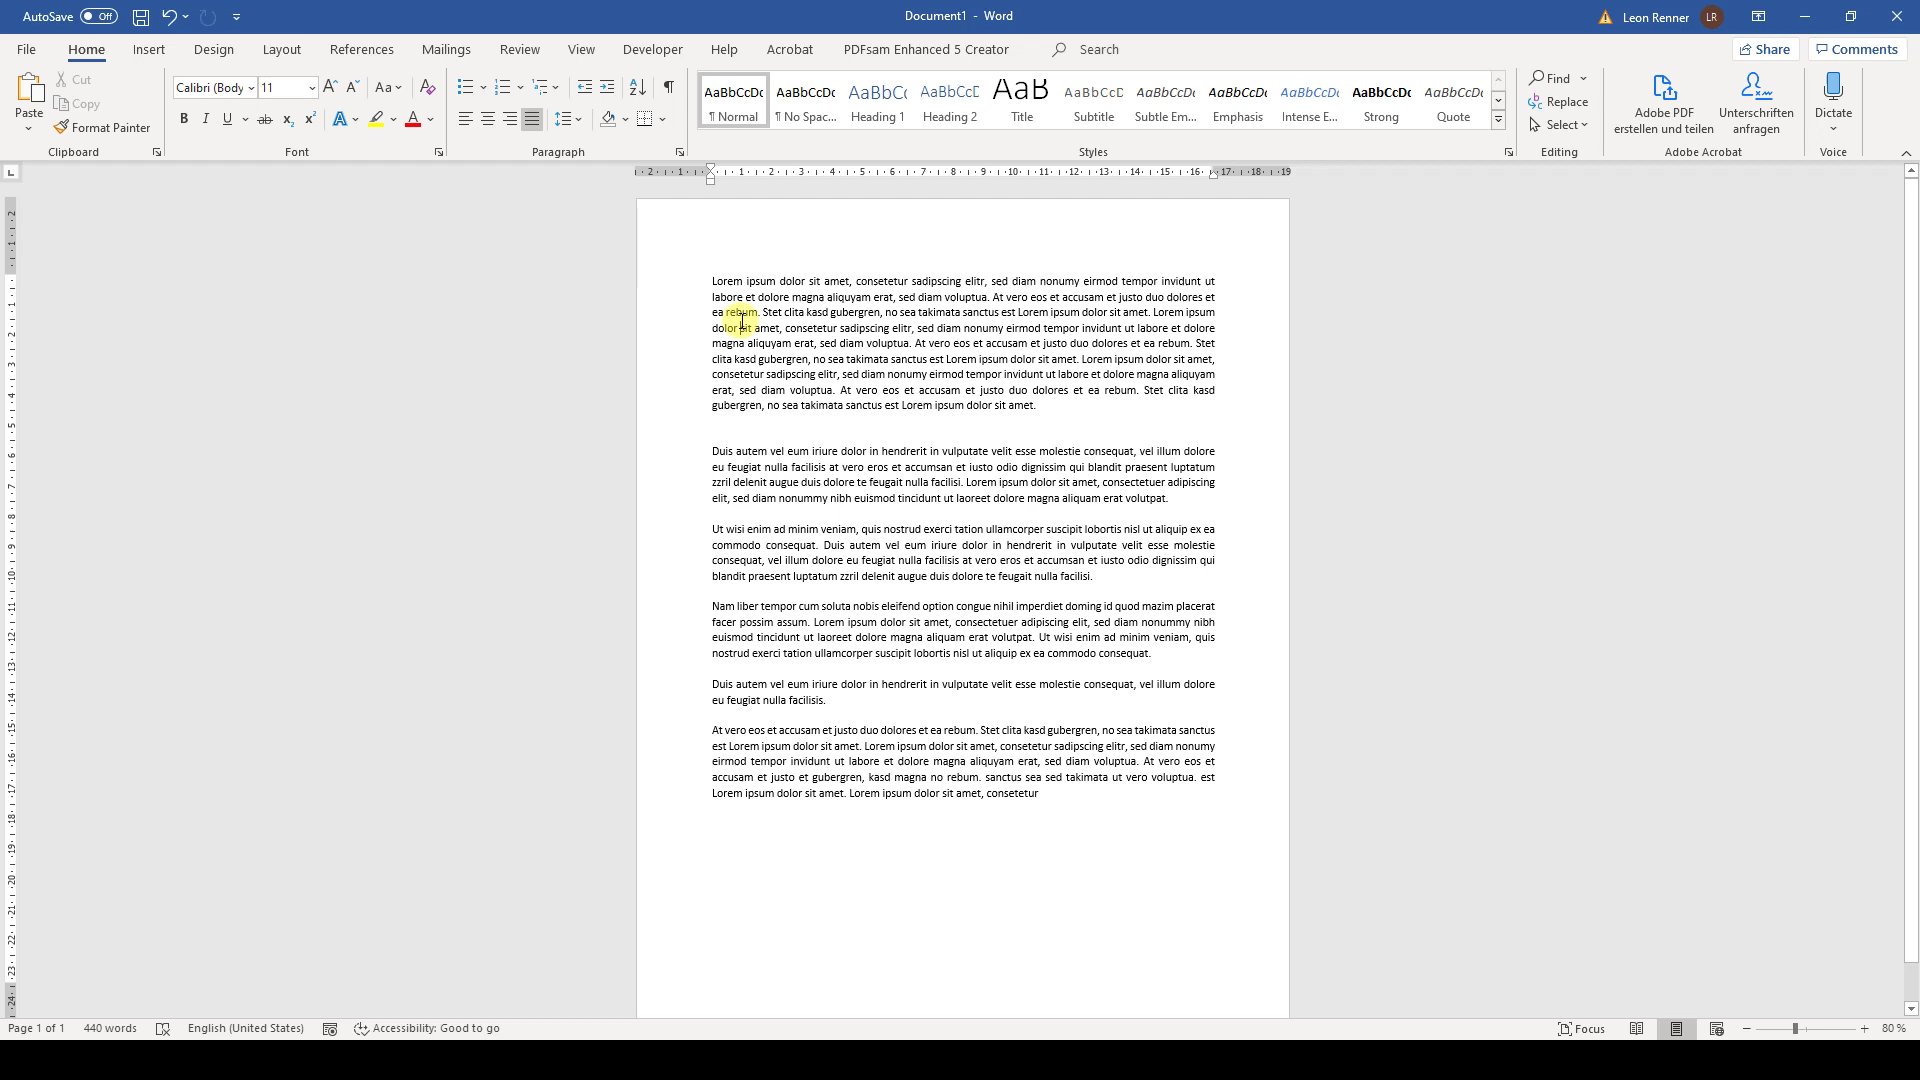 AutoSave Off Document1 - Word Leon Renner LR
File Home Insert Design Layout References Mailings Review View Developer Help Acrobat PDFsam Enhanced 5 Creator Search Share Comments
Paste Cut Copy Format Painter Clipboard
Calibri (Body 11 Aa B I U ab x₂ x² A A Font
Paragraph
AaBbCcDc ¶ Normal
AaBbCcDc ¶ No Spac...
AaBbCc Heading 1
AaBbCcD Heading 2
AaB Title
AaBbCcD Subtitle
AaBbCcDc Subtle Em...
AaBbCcDc Emphasis
AaBbCcDc Intense E...
AaBbCcDc Strong
AaBbCcDc Quote
Styles
Find
Replace
Select
Editing
Adobe PDF
erstellen und teilen
Unterschriften
anfragen
Adobe Acrobat
Dictate
Voice
2 1 1 2 3 4 5 6 7 8 9 10 11 12 13 14 15 16 17 18 19
Lorem ipsum dolor sit amet, consetetur sadipscing elitr, sed diam nonumy eirmod tempor invidunt ut
labore et dolore magna aliquyam erat, sed diam voluptua. At vero eos et accusam et justo duo dolores et
ea rebum. Stet clita kasd gubergren, no sea takimata sanctus est Lorem ipsum dolor sit amet. Lorem ipsum
dolor sit amet, consetetur sadipscing elitr, sed diam nonumy eirmod tempor invidunt ut labore et dolore
magna aliquyam erat, sed diam voluptua. At vero eos et accusam et justo duo dolores et ea rebum. Stet
clita kasd gubergren, no sea takimata sanctus est Lorem ipsum dolor sit amet. Lorem ipsum dolor sit amet,
consetetur sadipscing elitr, sed diam nonumy eirmod tempor invidunt ut labore et dolore magna aliquyam
erat, sed diam voluptua. At vero eos et accusam et justo duo dolores et ea rebum. Stet clita kasd
gubergren, no sea takimata sanctus est Lorem ipsum dolor sit amet.
Duis autem vel eum iriure dolor in hendrerit in vulputate velit esse molestie consequat, vel illum dolore
eu feugiat nulla facilisis at vero eros et accumsan et iusto odio dignissim qui blandit praesent luptatum
zzril delenit augue duis dolore te feugait nulla facilisi. Lorem ipsum dolor sit amet, consectetuer adipiscing
elit, sed diam nonummy nibh euismod tincidunt ut laoreet dolore magna aliquam erat volutpat.
Ut wisi enim ad minim veniam, quis nostrud exerci tation ullamcorper suscipit lobortis nisl ut aliquip ex ea
commodo consequat. Duis autem vel eum iriure dolor in hendrerit in vulputate velit esse molestie
consequat, vel illum dolore eu feugiat nulla facilisis at vero eros et accumsan et iusto odio dignissim qui
blandit praesent luptatum zzril delenit augue duis dolore te feugait nulla facilisi.
Nam liber tempor cum soluta nobis eleifend option congue nihil imperdiet doming id quod mazim placerat
facer possim assum. Lorem ipsum dolor sit amet, consectetuer adipiscing elit, sed diam nonummy nibh
euismod tincidunt ut laoreet dolore magna aliquam erat volutpat. Ut wisi enim ad minim veniam, quis
nostrud exerci tation ullamcorper suscipit lobortis nisl ut aliquip ex ea commodo consequat.
Duis autem vel eum iriure dolor in hendrerit in vulputate velit esse molestie consequat, vel illum dolore
eu feugiat nulla facilisis.
At vero eos et accusam et justo duo dolores et ea rebum. Stet clita kasd gubergren, no sea takimata sanctus
est Lorem ipsum dolor sit amet. Lorem ipsum dolor sit amet, consetetur sadipscing elitr, sed diam nonumy
eirmod tempor invidunt ut labore et dolore magna aliquyam erat, sed diam voluptua. At vero eos et
accusam et justo et gubergren, kasd magna no rebum. sanctus sea sed takimata ut vero voluptua. est
Lorem ipsum dolor sit amet. Lorem ipsum dolor sit amet, consetetur
Page 1 of 1 440 words English (United States) Accessibility: Good to go Focus 80 %